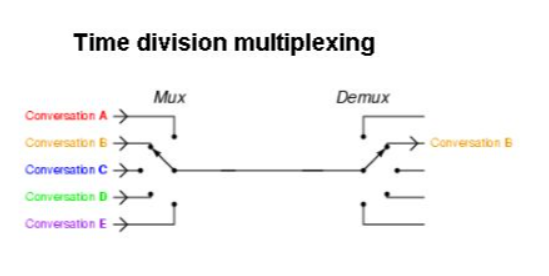 Time division multiplexing
Mux
Demux
Conversation A
Conversation B
Conversation B
Conversation C
Conversation D
Conversation E